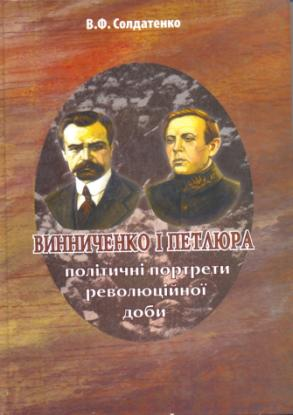 В.Ф. Солдатенко
ВИННИЧЕНКО І ПЕТЛЮРА
політичні портрети
революційної
доби